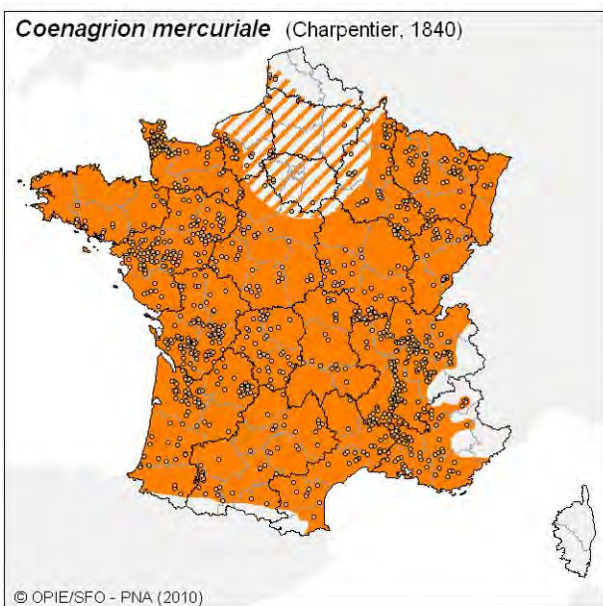 Coenagrion mercuriale (Charpentier, 1840)
© OPIE/SFO - PNA (2010)